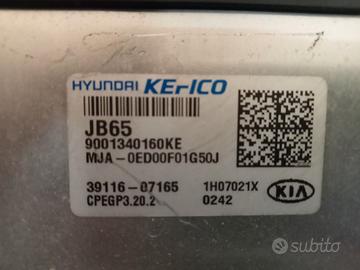 HYUNDAI KEFICO
JB65
9001340160KE
MJA-0ED00F01G50J
39116-07165 1H07021X
CPEGP3.20.2 0242
KIA
subito